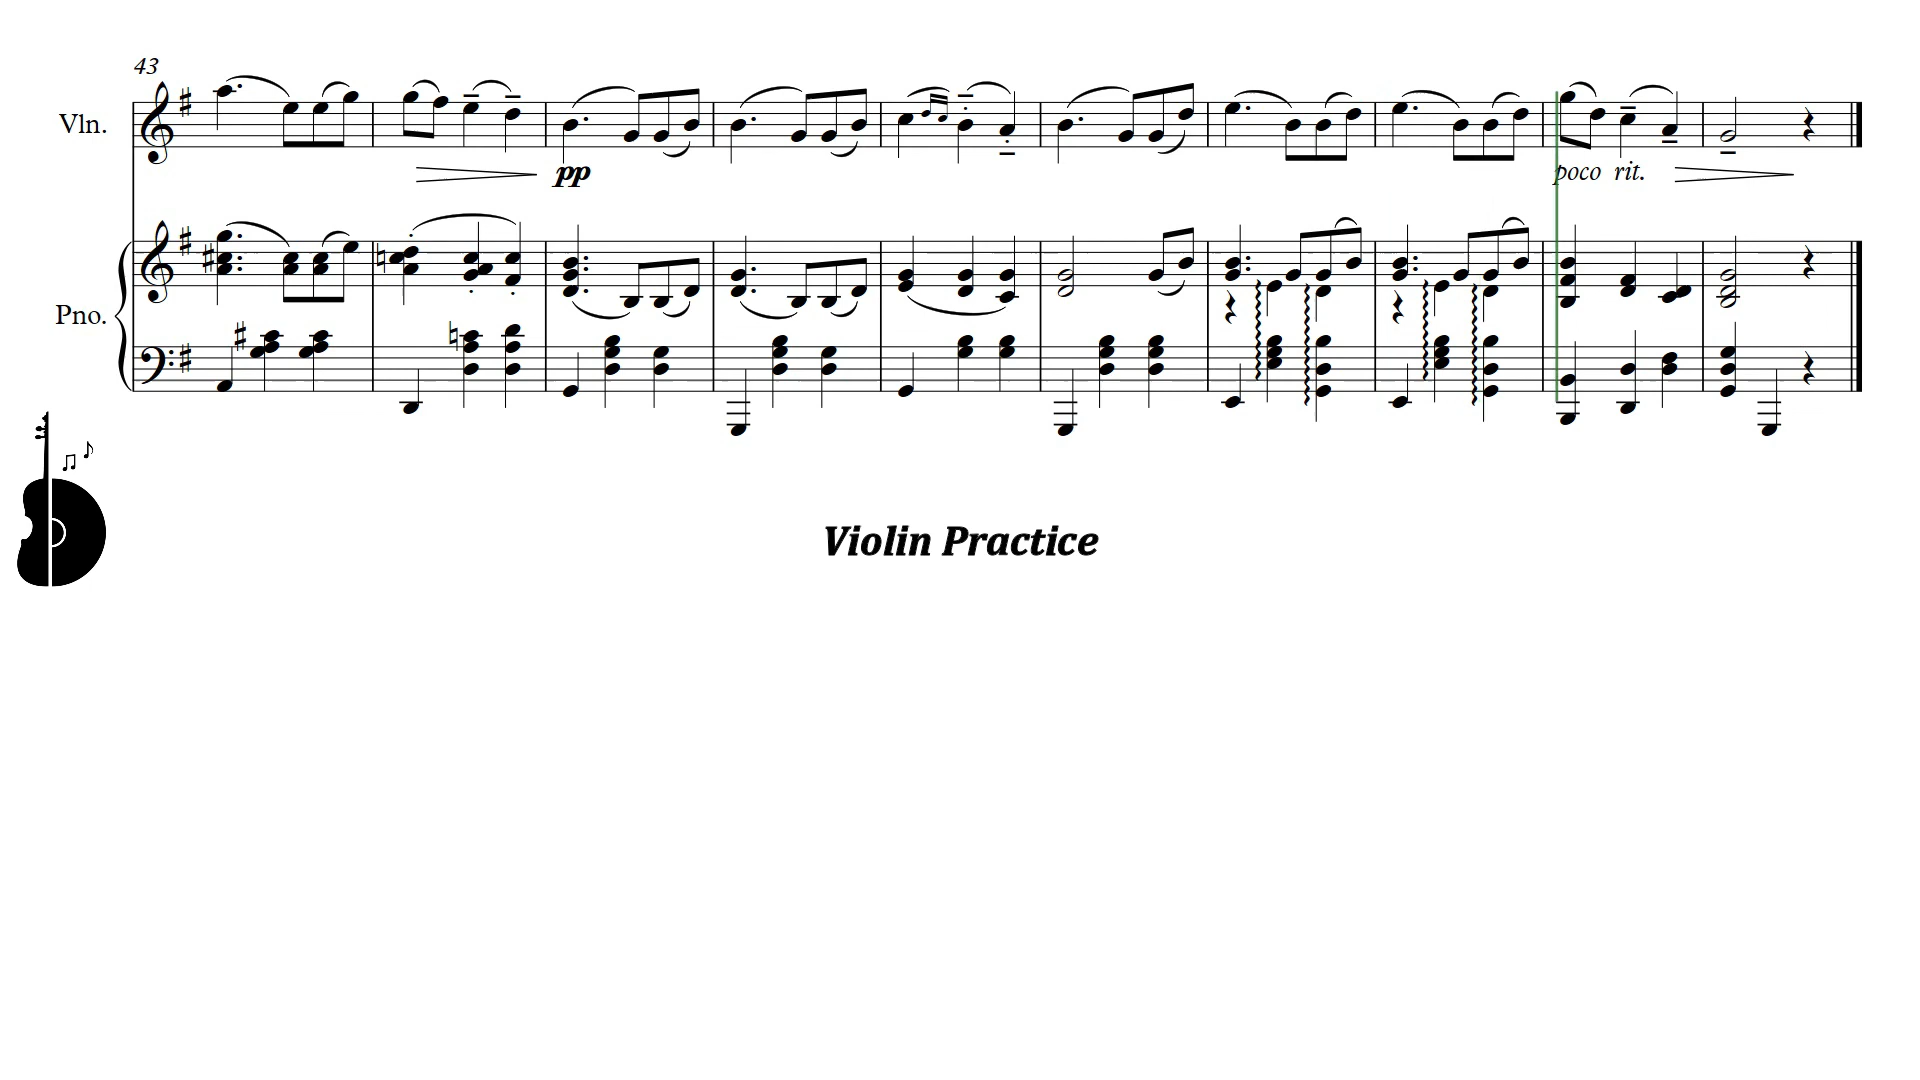 43
Vln.
pp
poco rit.
Pno.
Violin Practice